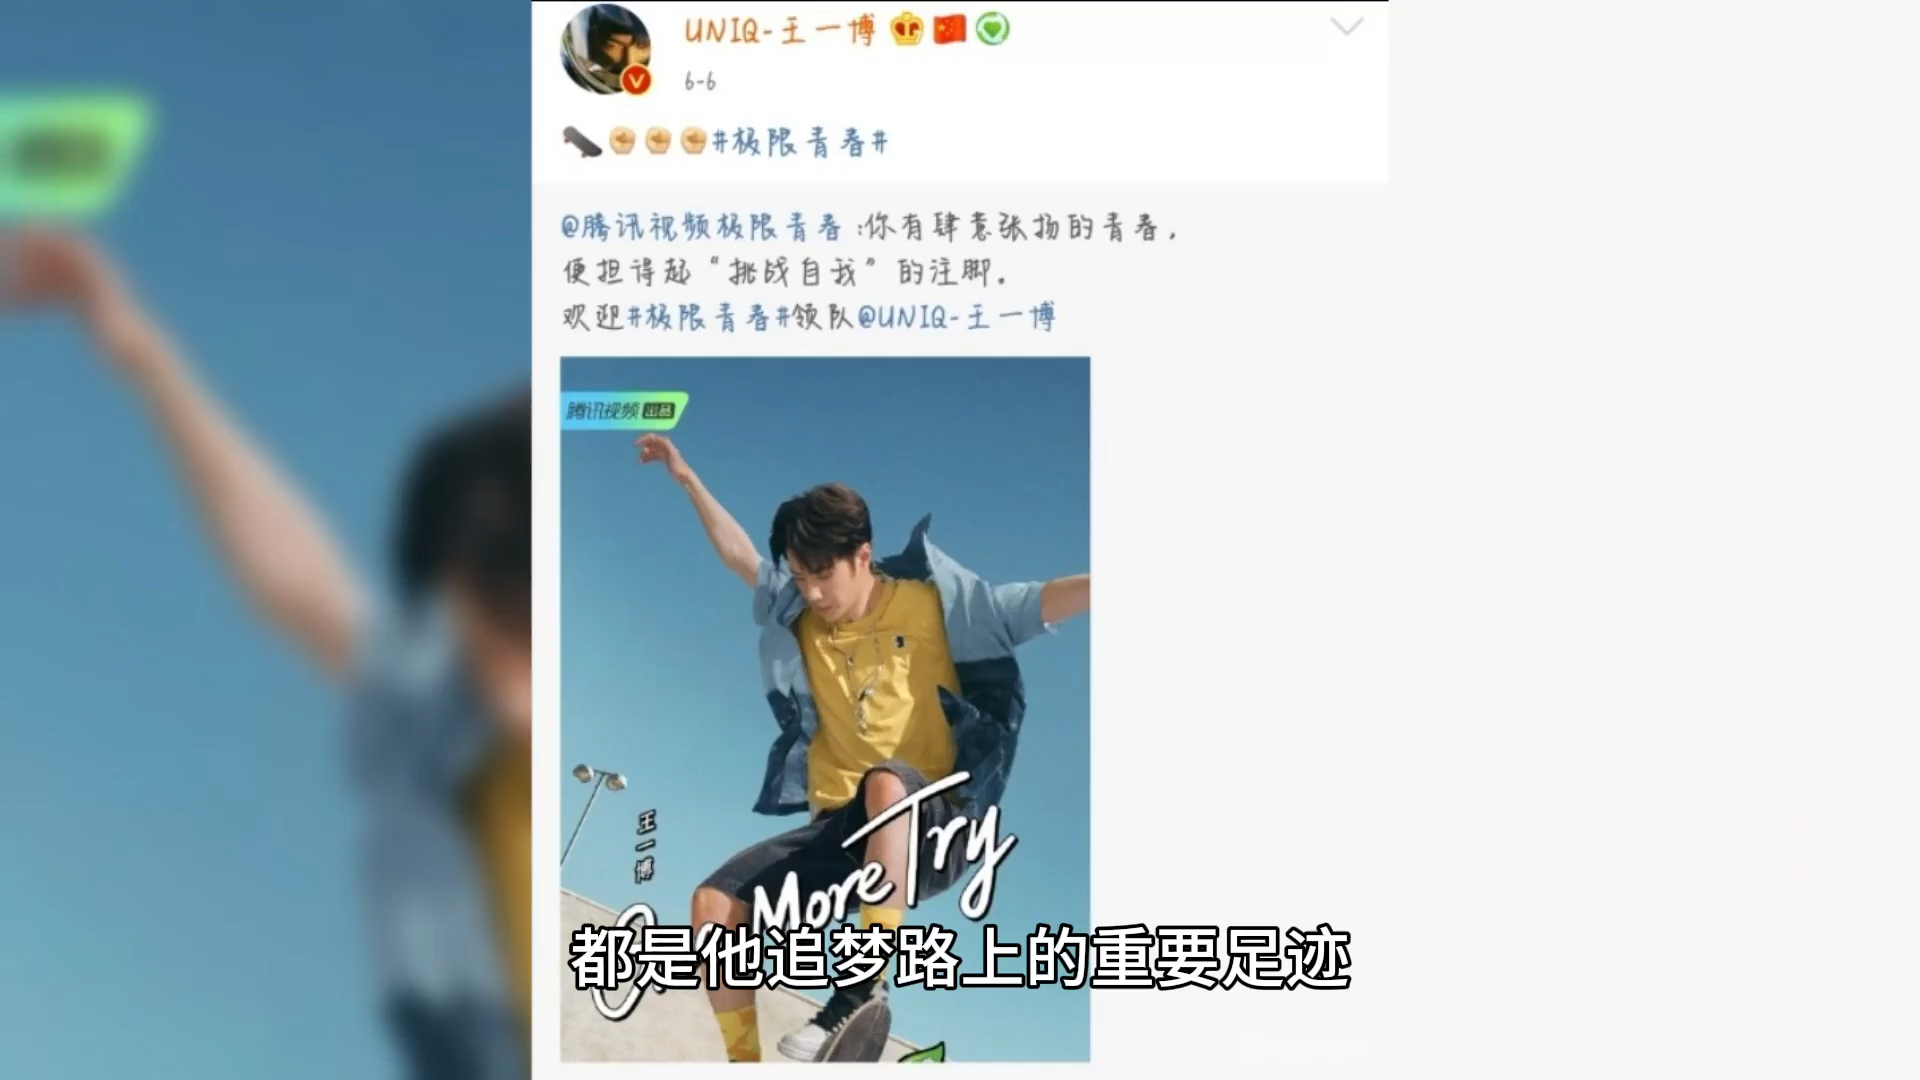 UNIQ-王一博
6-6
#极限青春#
@腾讯视频极限青春:你有肆意张扬的青春,
便担得起“挑战自我”的注脚。
欢迎#极限青春#领队@UNIQ-王一博
腾讯视频 出品
王一博
More Try
都是他追梦路上的重要足迹